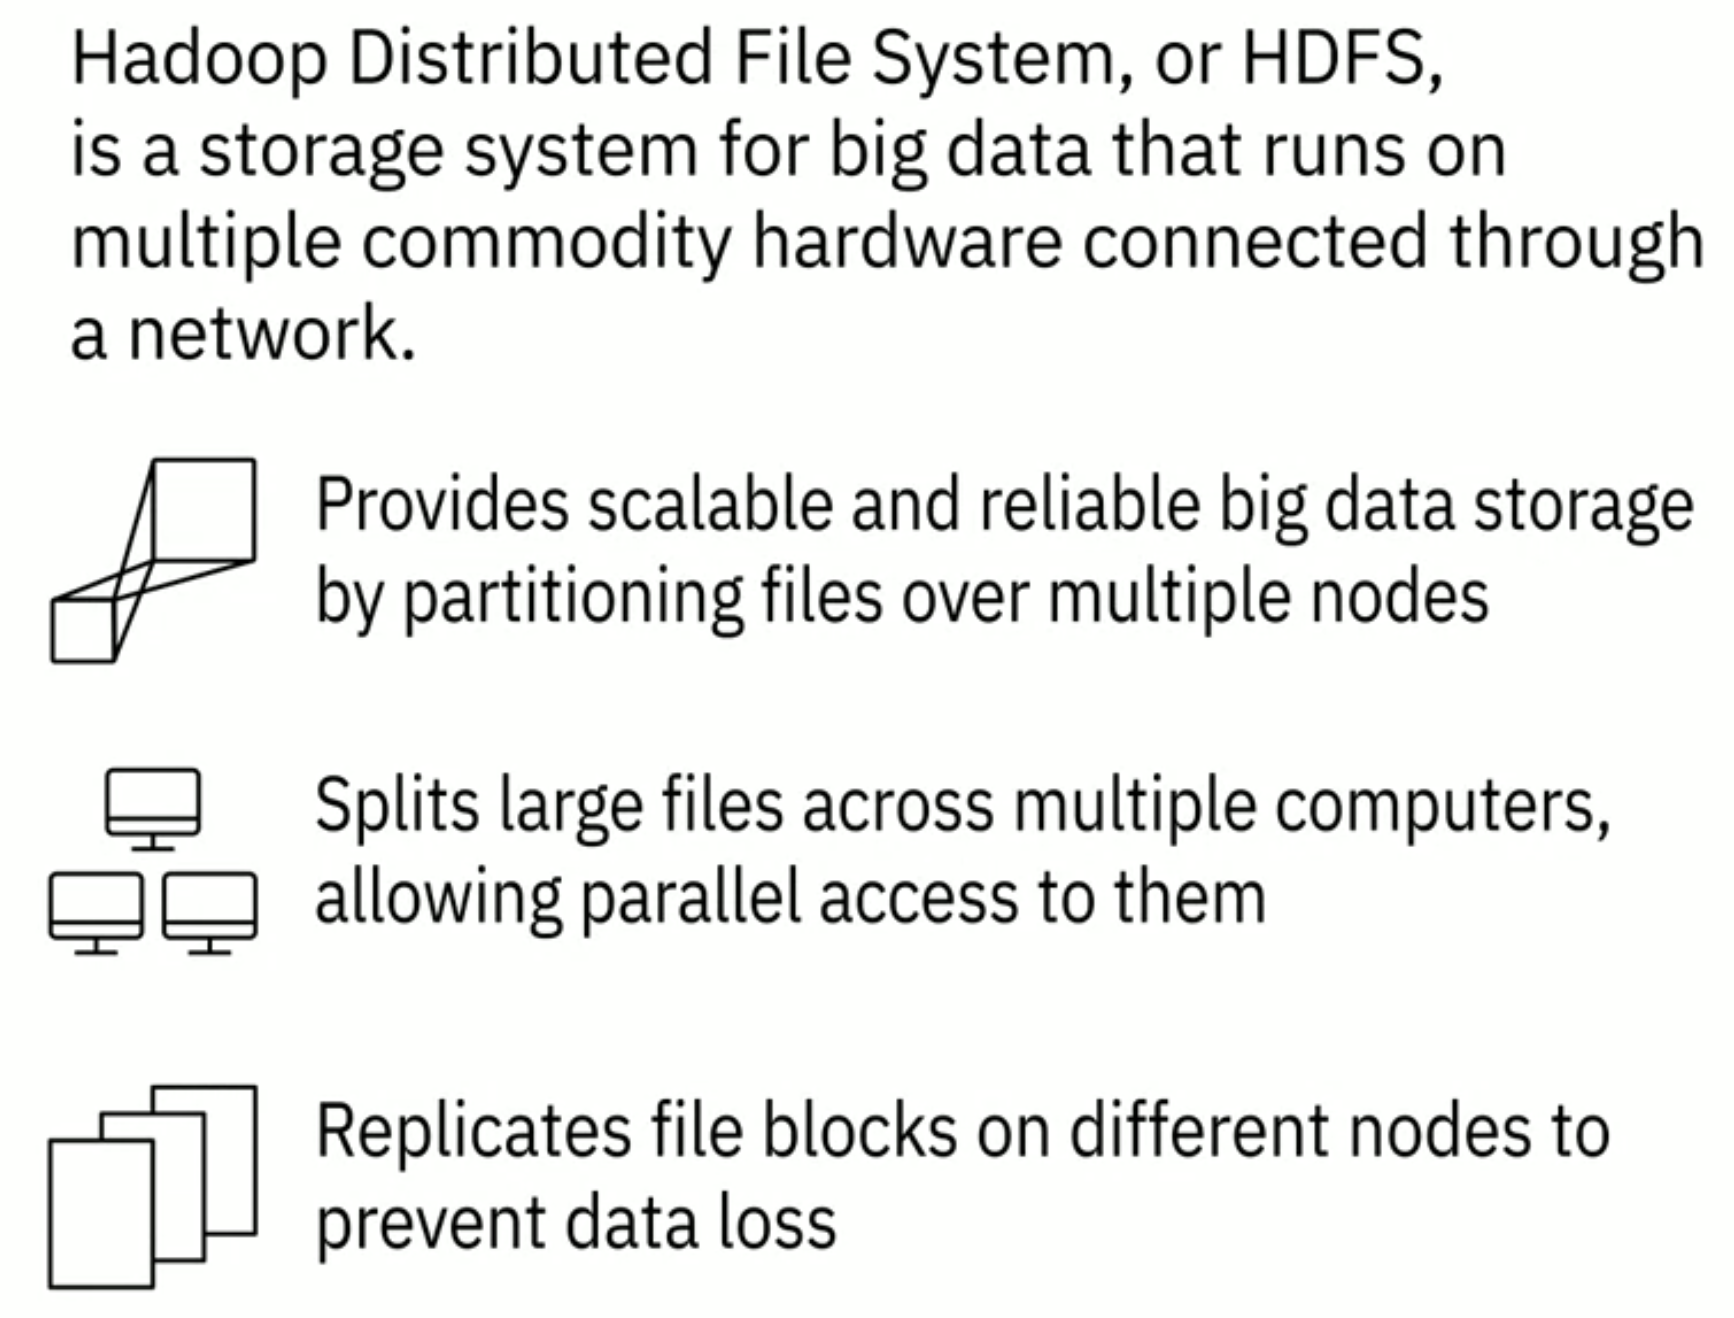 Hadoop Distributed File System, or HDFS,
is a storage system for big data that runs on
multiple commodity hardware connected through
a network.
Provides scalable and reliable big data storage
by partitioning files over multiple nodes
Splits large files across multiple computers,
allowing parallel access to them
Replicates file blocks on different nodes to
prevent data loss